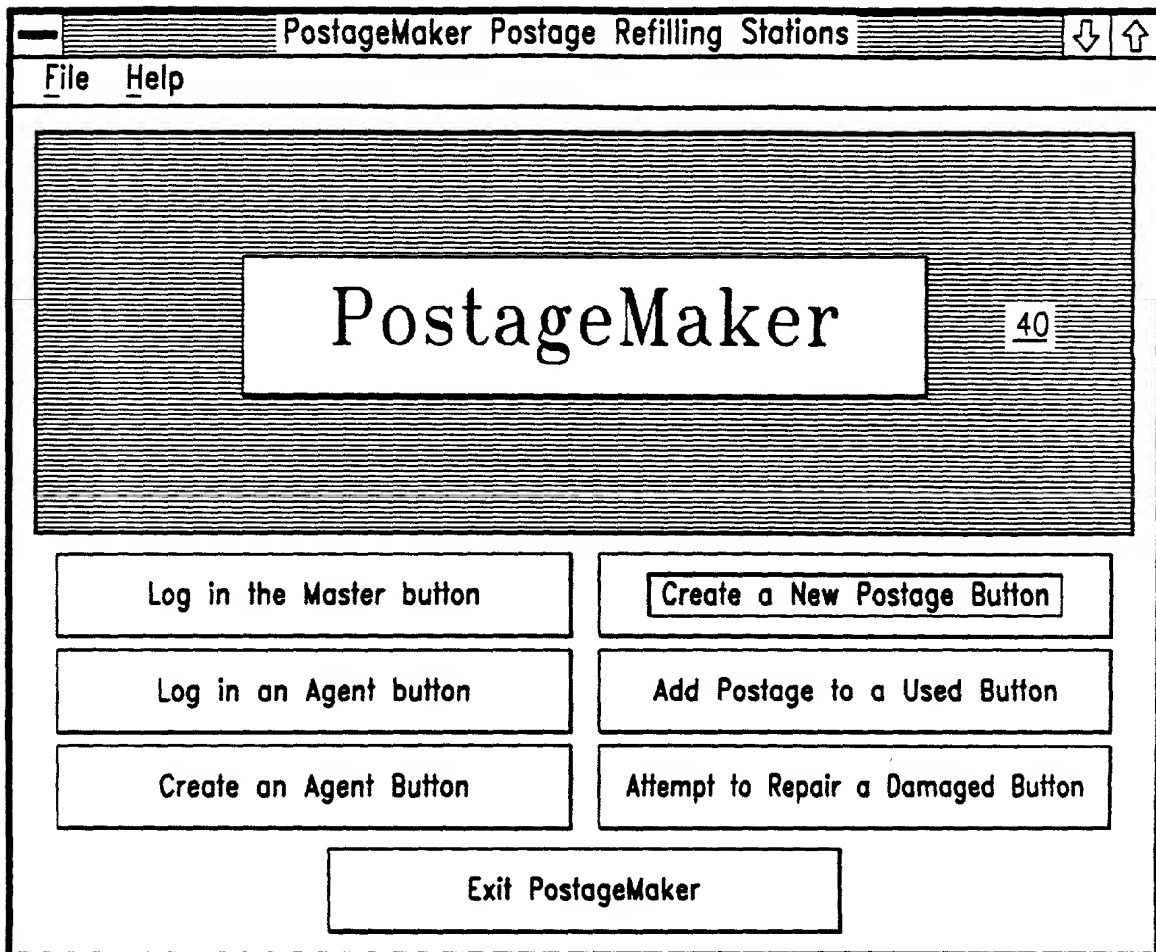 PostageMaker Postage Refilling Stations
File Help
PostageMaker
40
Log in the Master button
Create a New Postage Button
Log in an Agent button
Add Postage to a Used Button
Create an Agent Button
Attempt to Repair a Damaged Button
Exit PostageMaker